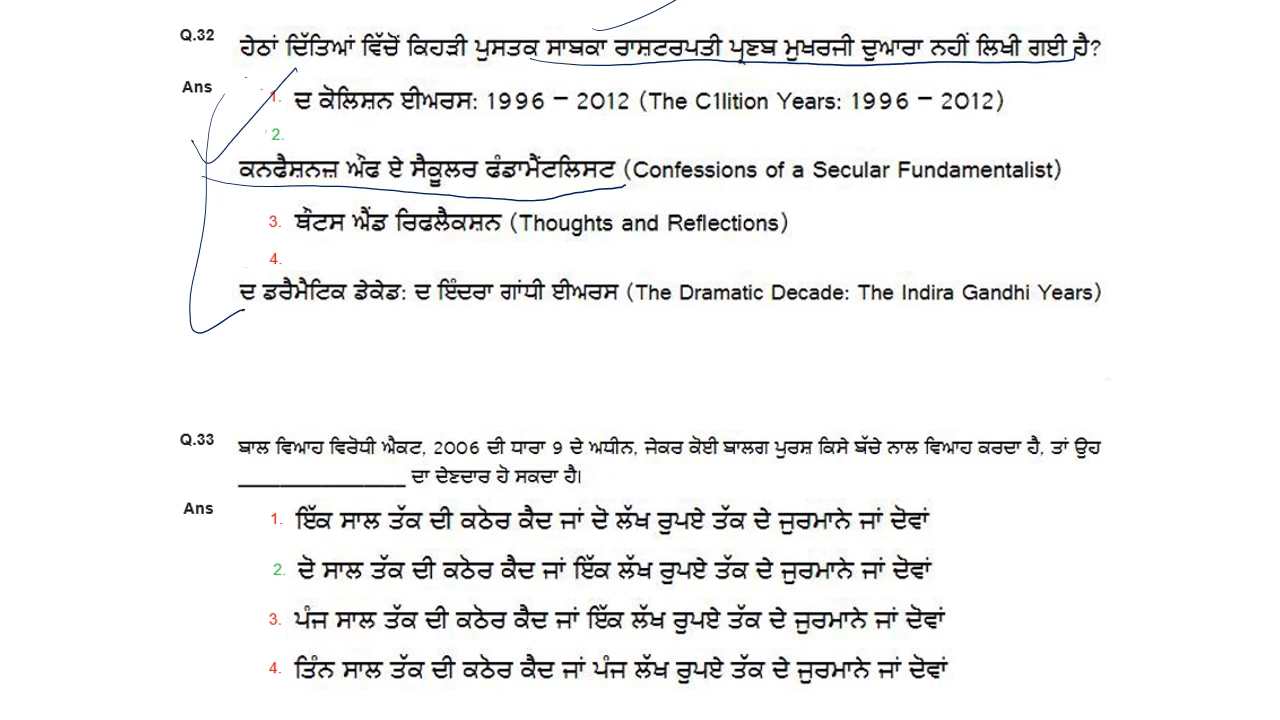 Q.32 ਹੇਠਾਂ ਦਿੱਤਿਆਂ ਵਿੱਚੋਂ ਕਿਹੜੀ ਪੁਸਤਕ ਸਾਬਕਾ ਰਾਸ਼ਟਰਪਤੀ ਪ੍ਰਣਬ ਮੁਖਰਜੀ ਦੁਆਰਾ ਨਹੀਂ ਲਿਖੀ ਗਈ ਹੈ?
Ans 1. ਦ ਕੋਲਿਸ਼ਨ ਈਅਰਸ: 1996 – 2012 (The C1lition Years: 1996 – 2012)
2.
ਕਨਫੈਸ਼ਨਜ਼ ਔਫ ਏ ਸੈਕੂਲਰ ਫੰਡਾਮੈਂਟਲਿਸਟ (Confessions of a Secular Fundamentalist)
3. ਥੌਟਸ ਐਂਡ ਰਿਫਲੈਕਸ਼ਨ (Thoughts and Reflections)
4.
ਦ ਡਰੈਮੈਟਿਕ ਡੇਕੇਡ: ਦ ਇੰਦਰਾ ਗਾਂਧੀ ਈਅਰਸ (The Dramatic Decade: The Indira Gandhi Years)
Q.33 ਬਾਲ ਵਿਆਹ ਵਿਰੋਧੀ ਐਕਟ, 2006 ਦੀ ਧਾਰਾ 9 ਦੇ ਅਧੀਨ, ਜੇਕਰ ਕੋਈ ਬਾਲਗ ਪੁਰਸ਼ ਕਿਸੇ ਬੱਚੇ ਨਾਲ ਵਿਆਹ ਕਰਦਾ ਹੈ, ਤਾਂ ਉਹ
_______________ ਦਾ ਦੇਣਦਾਰ ਹੋ ਸਕਦਾ ਹੈ।
Ans 1. ਇੱਕ ਸਾਲ ਤੱਕ ਦੀ ਕਠੋਰ ਕੈਦ ਜਾਂ ਦੋ ਲੱਖ ਰੁਪਏ ਤੱਕ ਦੇ ਜੁਰਮਾਨੇ ਜਾਂ ਦੋਵਾਂ
2. ਦੋ ਸਾਲ ਤੱਕ ਦੀ ਕਠੋਰ ਕੈਦ ਜਾਂ ਇੱਕ ਲੱਖ ਰੁਪਏ ਤੱਕ ਦੇ ਜੁਰਮਾਨੇ ਜਾਂ ਦੋਵਾਂ
3. ਪੰਜ ਸਾਲ ਤੱਕ ਦੀ ਕਠੋਰ ਕੈਦ ਜਾਂ ਇੱਕ ਲੱਖ ਰੁਪਏ ਤੱਕ ਦੇ ਜੁਰਮਾਨੇ ਜਾਂ ਦੋਵਾਂ
4. ਤਿੰਨ ਸਾਲ ਤੱਕ ਦੀ ਕਠੋਰ ਕੈਦ ਜਾਂ ਪੰਜ ਲੱਖ ਰੁਪਏ ਤੱਕ ਦੇ ਜੁਰਮਾਨੇ ਜਾਂ ਦੋਵਾਂ